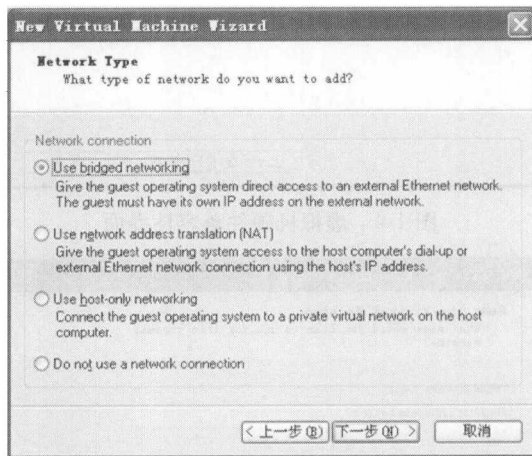 New Virtual Machine Wizard
Network Type
What type of network do you want to add?
Network connection
Use bridged networking
Give the guest operating system direct access to an external Ethernet network.
The guest must have its own IP address on the external network.
Use network address translation (NAT)
Give the guest operating system access to the host computer's dial-up or
external Ethernet network connection using the host's IP address.
Use host-only networking
Connect the guest operating system to a private virtual network on the host
computer.
Do not use a network connection
< 上一步(B) 下一步(N) > 取消